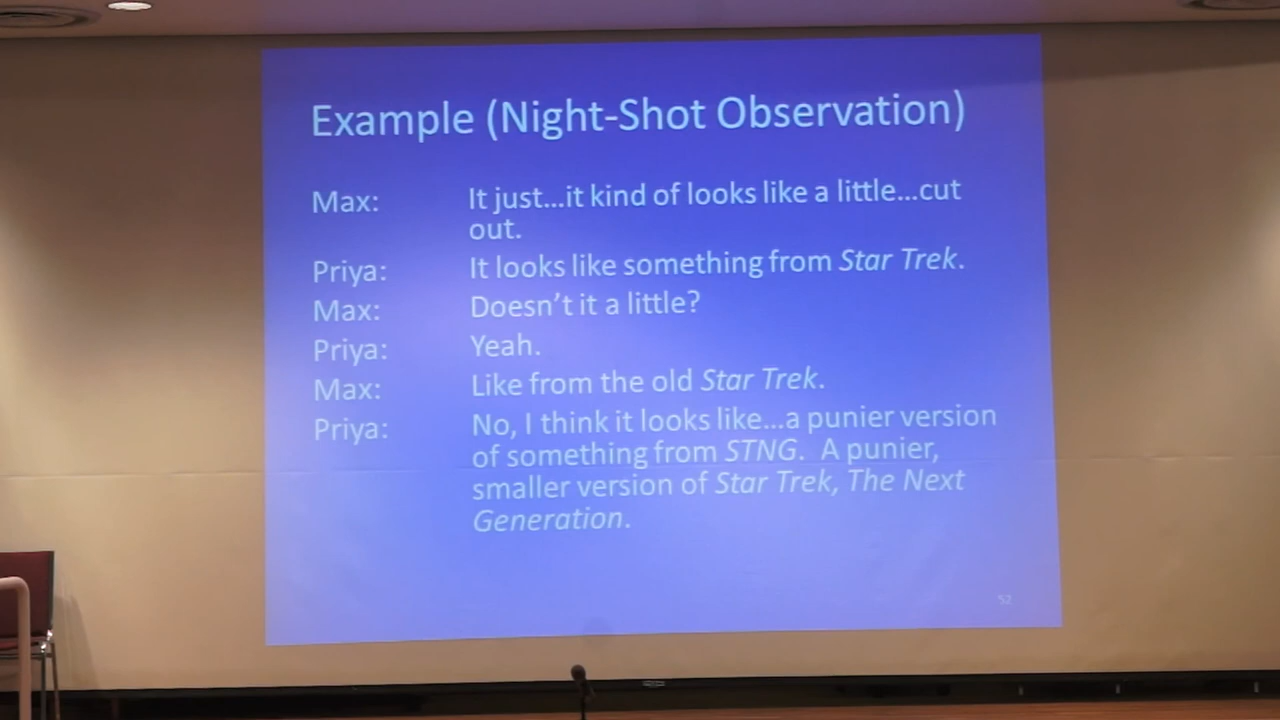 Example (Night-Shot Observation)
Max: It just...it kind of looks like a little...cut
out.
Priya: It looks like something from Star Trek.
Max: Doesn't it a little?
Priya: Yeah.
Max: Like from the old Star Trek.
Priya: No, I think it looks like...a punier version
of something from STNG. A punier,
smaller version of Star Trek, The Next
Generation.
52